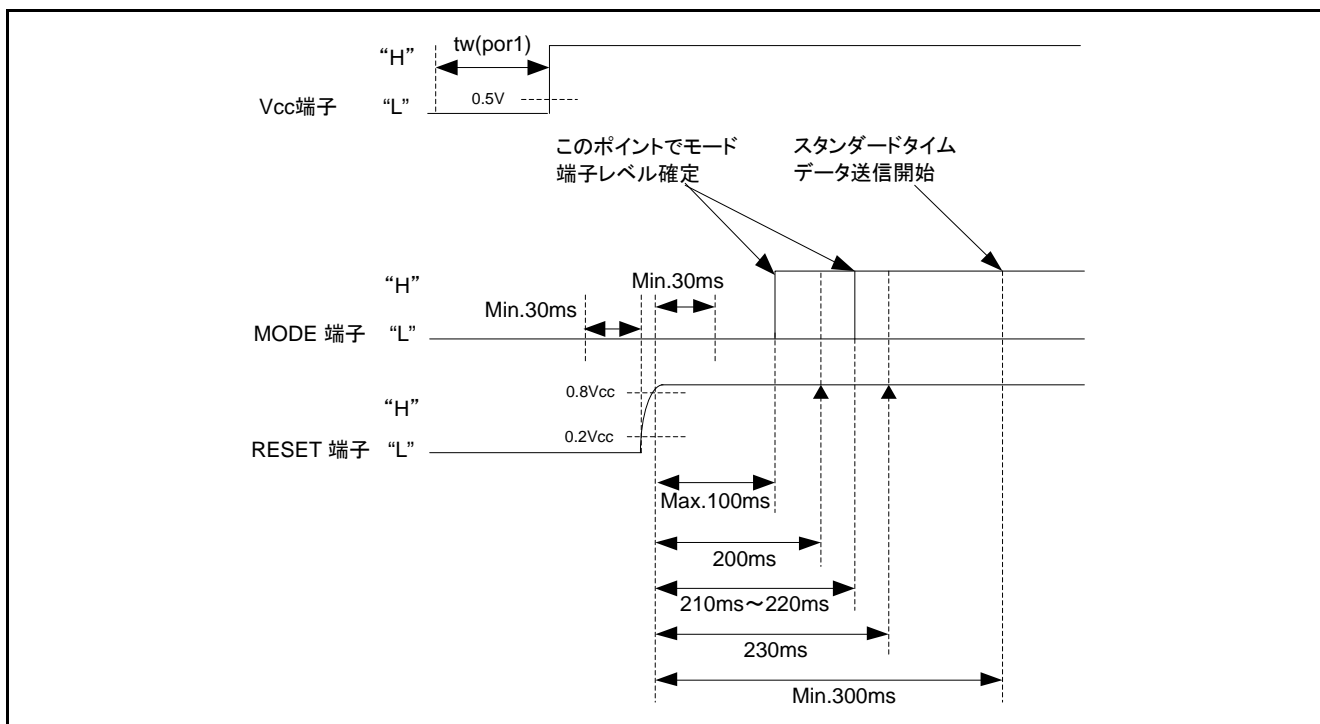 tw(por1)
“H”
Vcc端子 “L” 0.5V
このポイントでモード
端子レベル確定
スタンダードタイム
データ送信開始
“H”
Min.30ms
Min.30ms
MODE 端子 “L”
0.8Vcc
“H”
0.2Vcc
RESET 端子 “L”
Max.100ms
200ms
210ms～220ms
230ms
Min.300ms